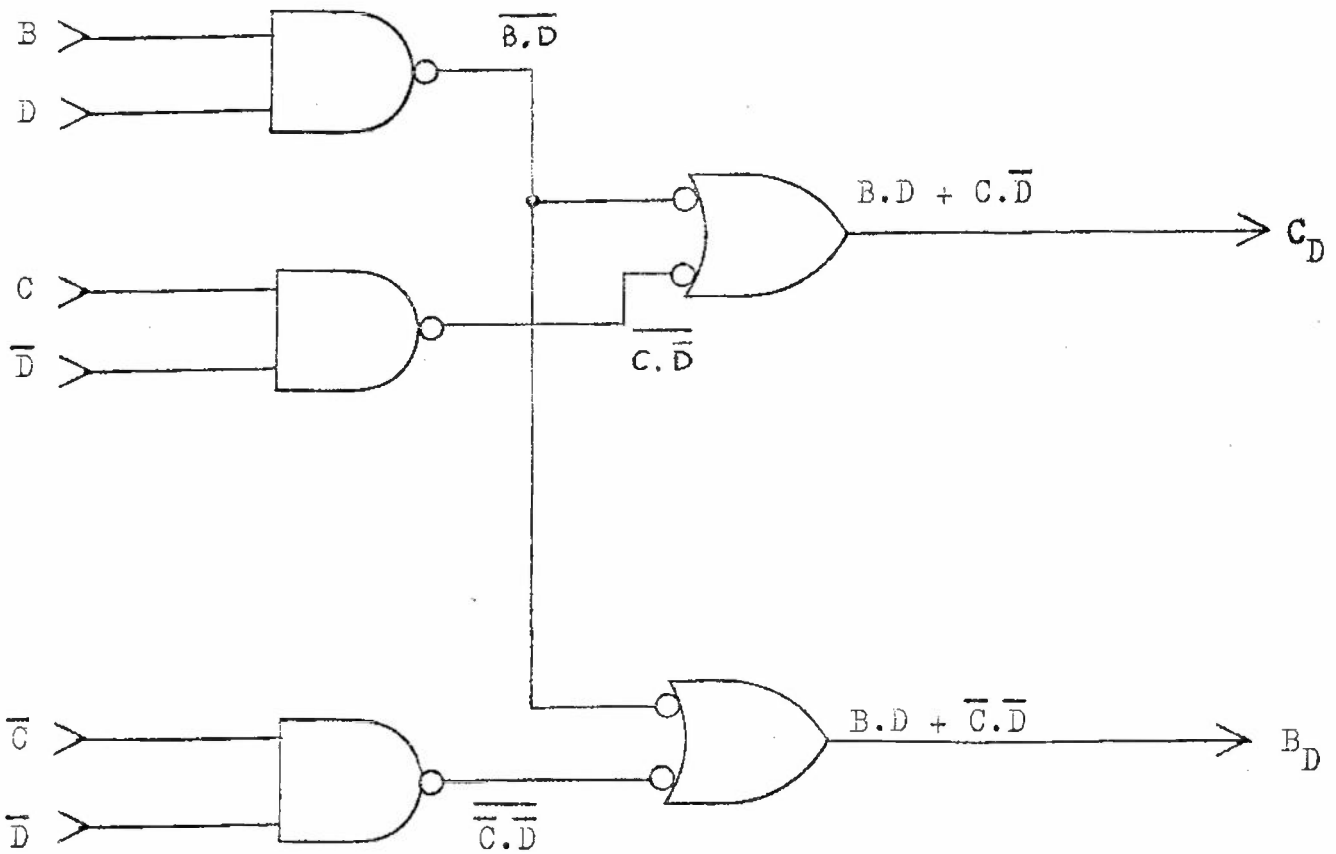 B
D
B̅.̅D̅
B.D + C.D̅
C_D
C
D̅
C̅.̅D̿
C̅
D̅
C̿.̅D̿
B.D + C̅.D̅
B_D